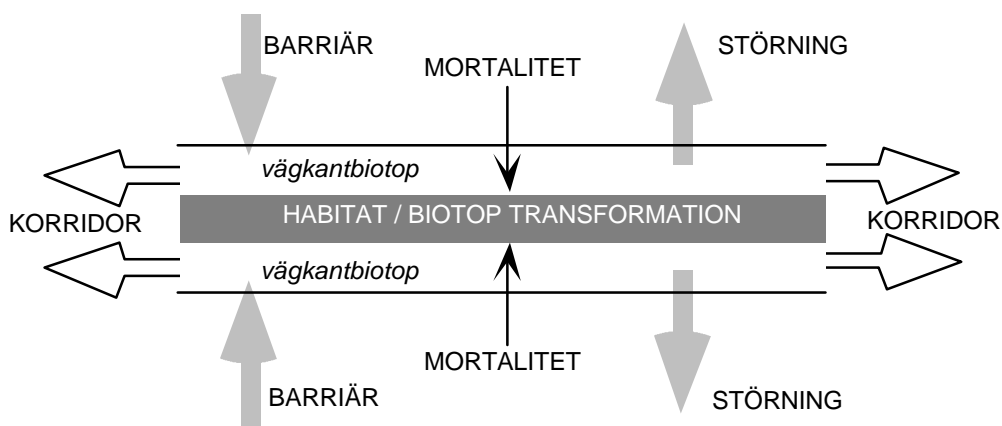 BARRIÄR
STÖRNING
MORTALITET
vägkantbiotop
HABITAT / BIOTOP TRANSFORMATION
KORRIDOR
KORRIDOR
vägkantbiotop
MORTALITET
BARRIÄR
STÖRNING